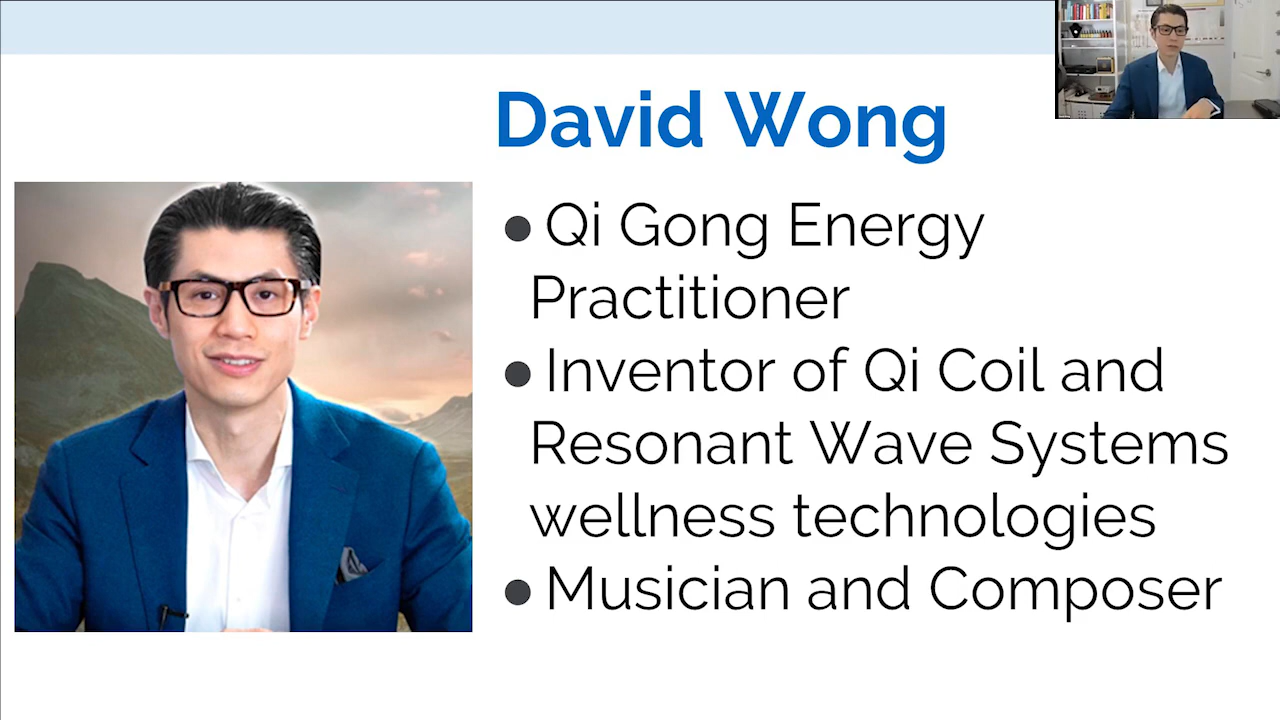 David Wong
● Qi Gong Energy
Practitioner
● Inventor of Qi Coil and
Resonant Wave Systems
wellness technologies
● Musician and Composer